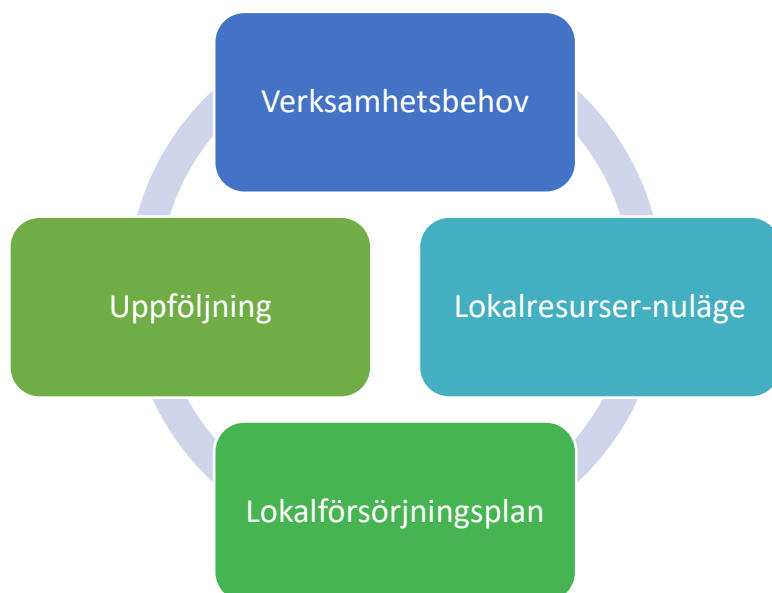 Verksamhetsbehov
Uppföljning
Lokalresurser-nuläge
Lokalförsörjningsplan